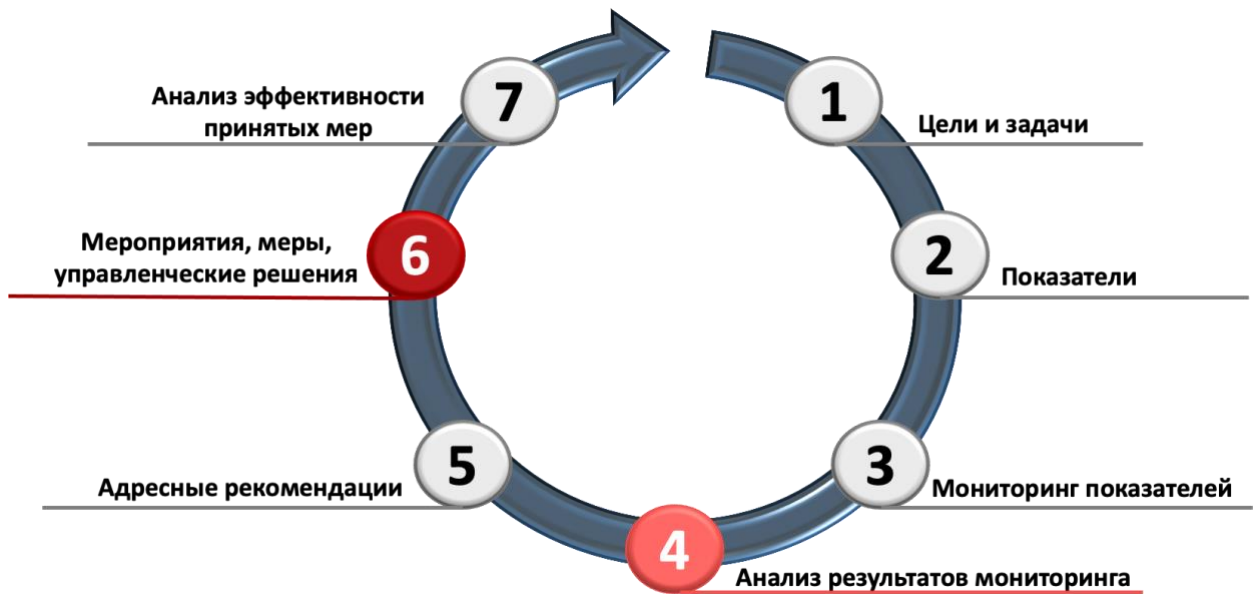 1
Цели и задачи
2
Показатели
3
Мониторинг показателей
4
Анализ результатов мониторинга
5
Адресные рекомендации
6
Мероприятия, меры,
управленческие решения
7
Анализ эффективности
принятых мер